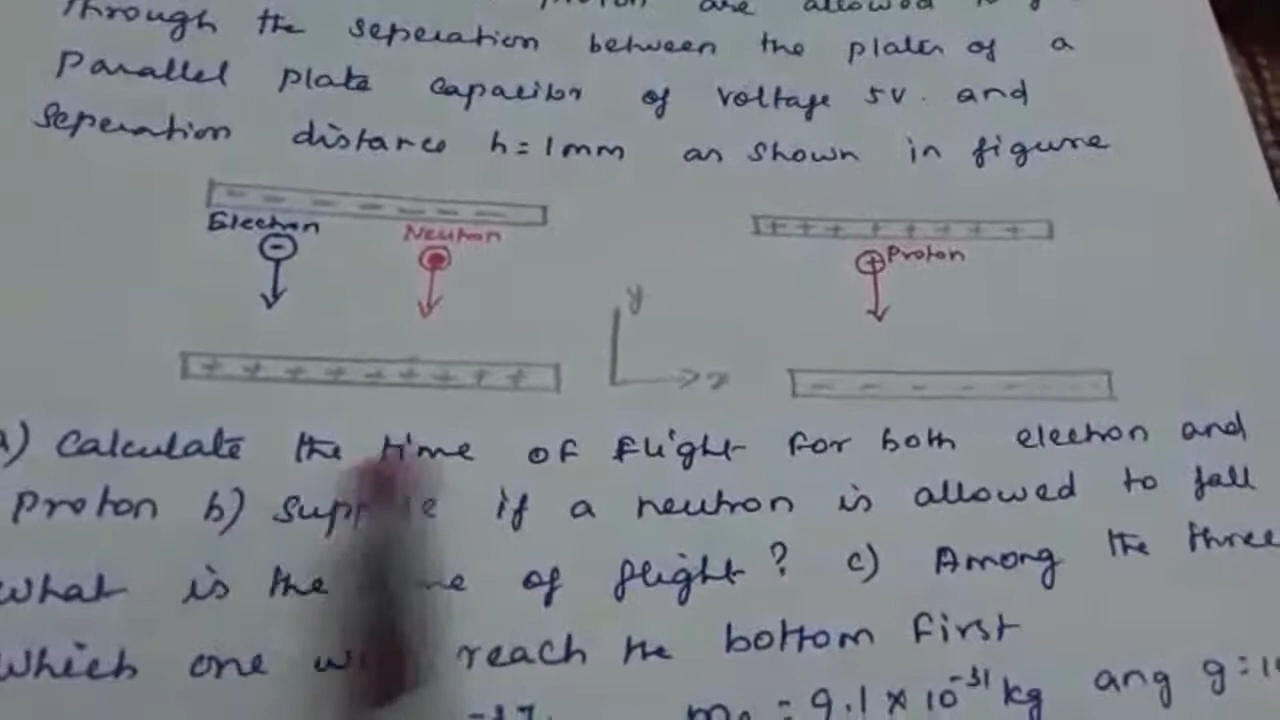 through the seperation between the plates of a
Parallel plate capacitor of voltage 5V. and
Seperation distance h=1mm as shown in figure
- - - - - - -
Electron
Neutron
-
+ + + + + + + +
+ + + + + + +
Proton
+
y
x
- - - - - -
a) Calculate the time of flight for both electron and
Proton b) if a neutron is allowed to fall
what is the of flight? c) Among the three
which one reach the bottom first
9.1 × 10^-31 kg ang g=